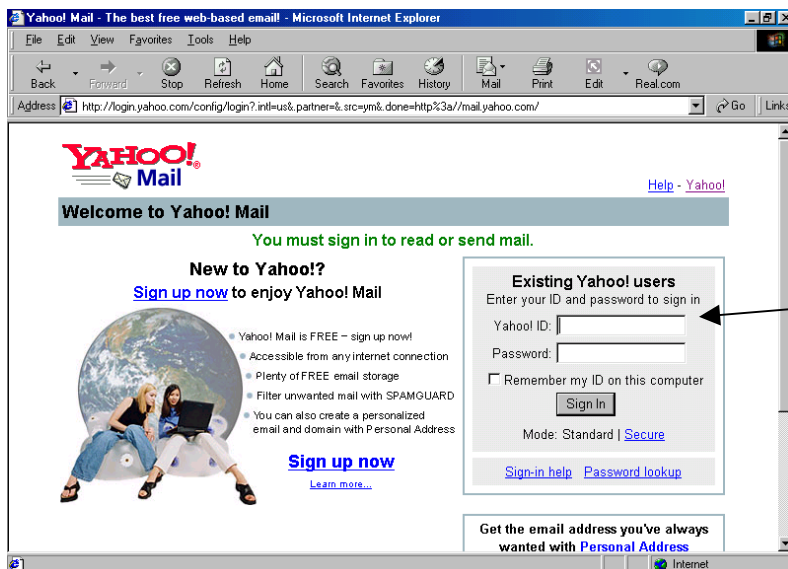 Yahoo! Mail - The best free web-based email! - Microsoft Internet Explorer
File Edit View Favorites Tools Help
Back Forward Stop Refresh Home Search Favorites History Mail Print Edit Real.com
Address http://login.yahoo.com/config/login?.intl=us&.partner=&.src=ym&.done=http%3a//mail.yahoo.com/ Go Links
YAHOO!®
Mail
Help - Yahoo!
Welcome to Yahoo! Mail
You must sign in to read or send mail.
New to Yahoo!?
Sign up now to enjoy Yahoo! Mail
Yahoo! Mail is FREE – sign up now!
Accessible from any internet connection
Plenty of FREE email storage
Filter unwanted mail with SPAMGUARD
You can also create a personalized
email and domain with Personal Address
Sign up now
Learn more...
Existing Yahoo! users
Enter your ID and password to sign in
Yahoo! ID:
Password:
Remember my ID on this computer
Sign In
Mode: Standard | Secure
Sign-in help Password lookup
Get the email address you've always
wanted with Personal Address
Internet